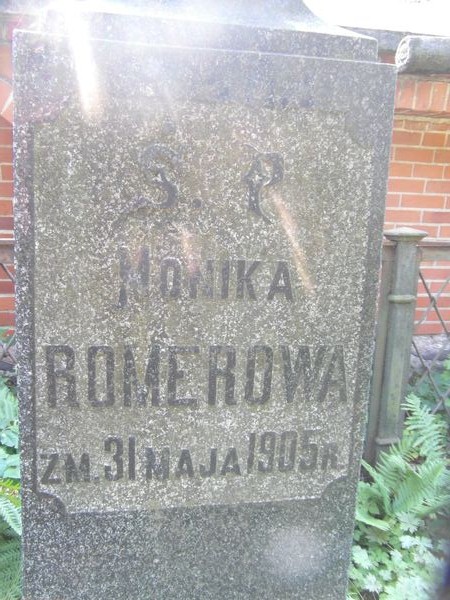 S. P
MONIKA
ROMEROWA
ZM. 31 MAJA 1905 R.